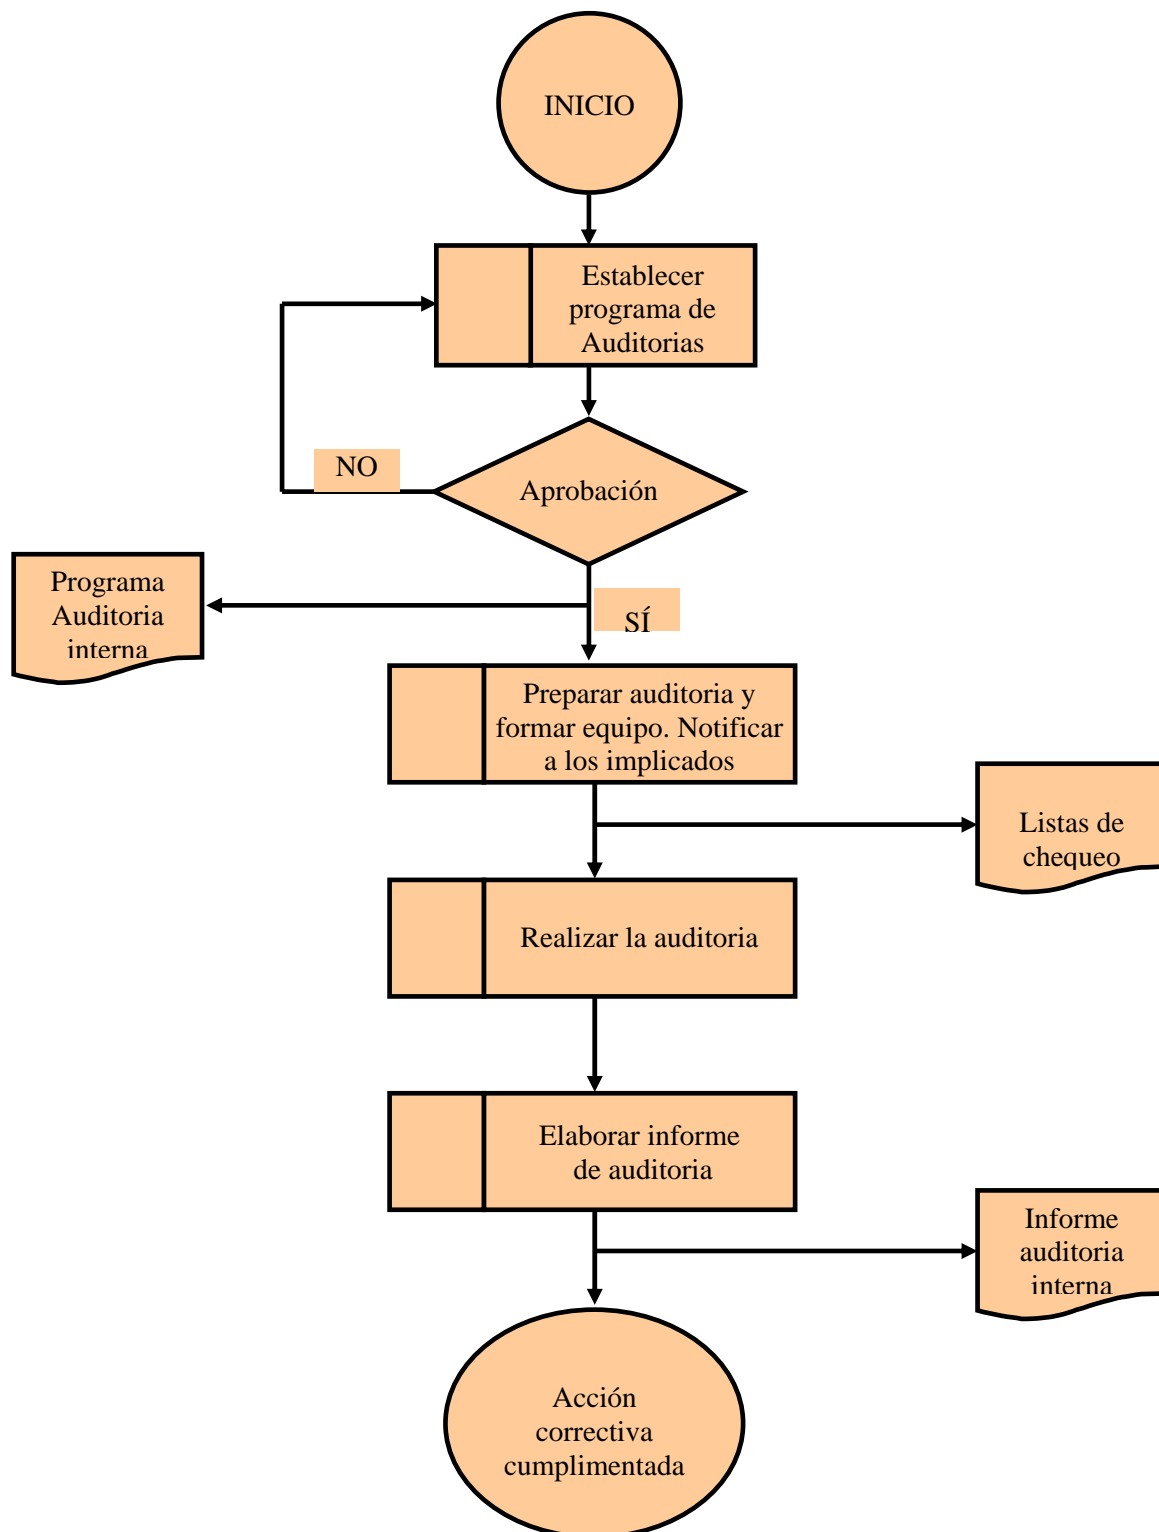 INICIO
Establecer
programa de
Auditorias
NO
Aprobación
Programa
Auditoria
interna
SÍ
Preparar auditoria y
formar equipo. Notificar
a los implicados
Listas de
chequeo
Realizar la auditoria
Elaborar informe
de auditoria
Informe
auditoria
interna
Acción
correctiva
cumplimentada